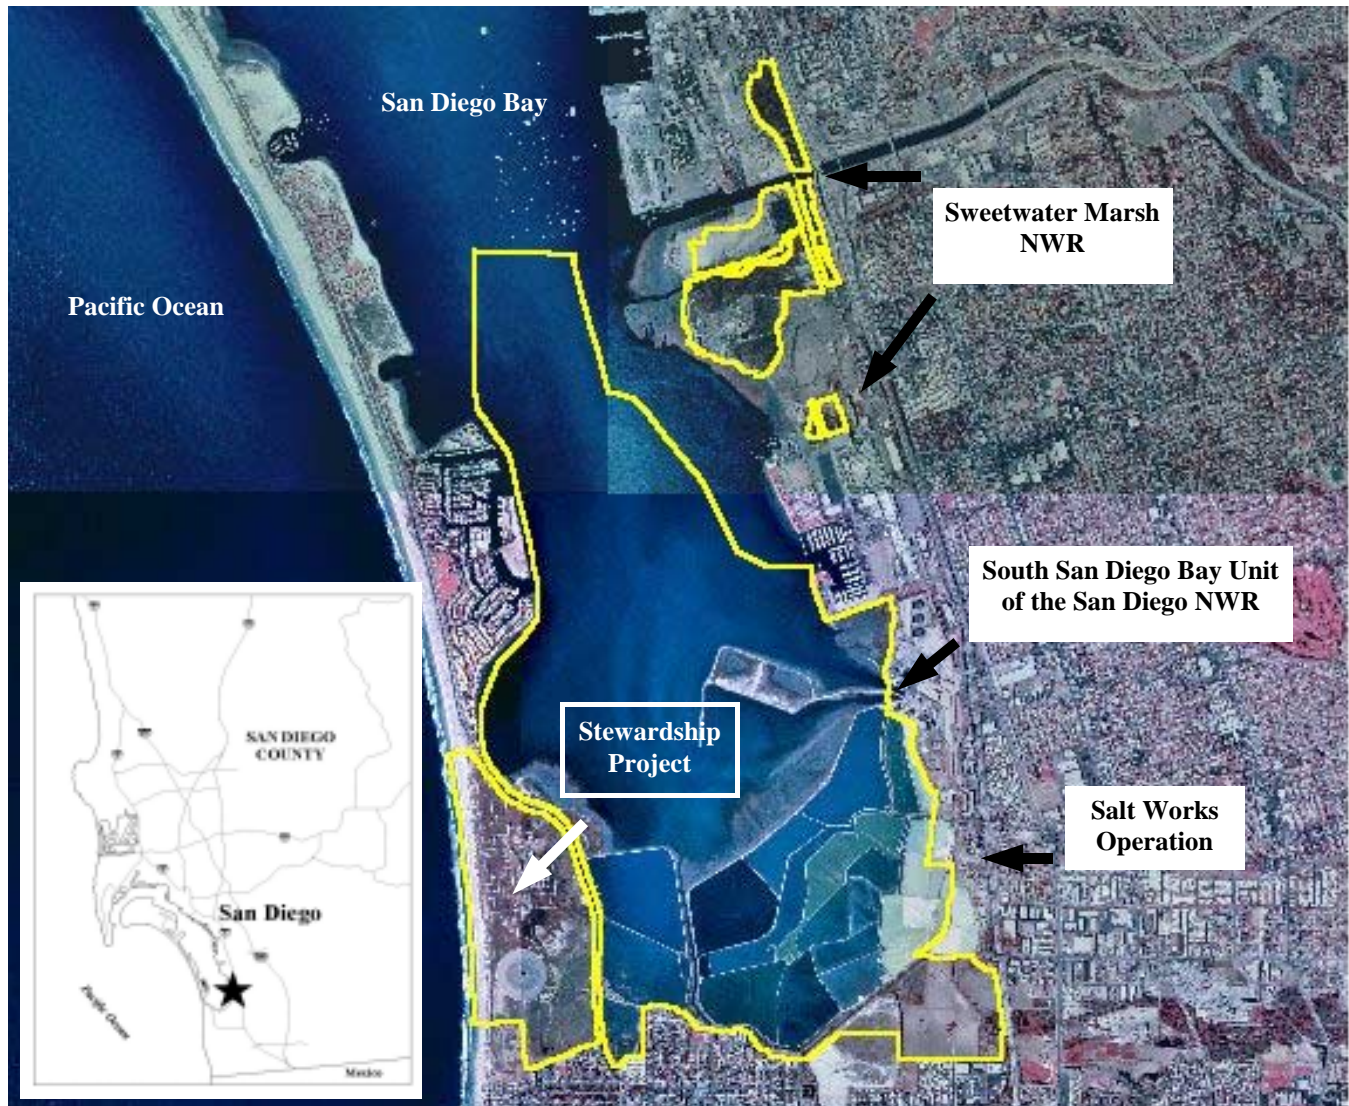 San Diego Bay
Pacific Ocean
Sweetwater Marsh
NWR
South San Diego Bay Unit
of the San Diego NWR
Stewardship
Project
Salt Works
Operation
SAN DIEGO
COUNTY
San Diego
Pacific Ocean
Mexico